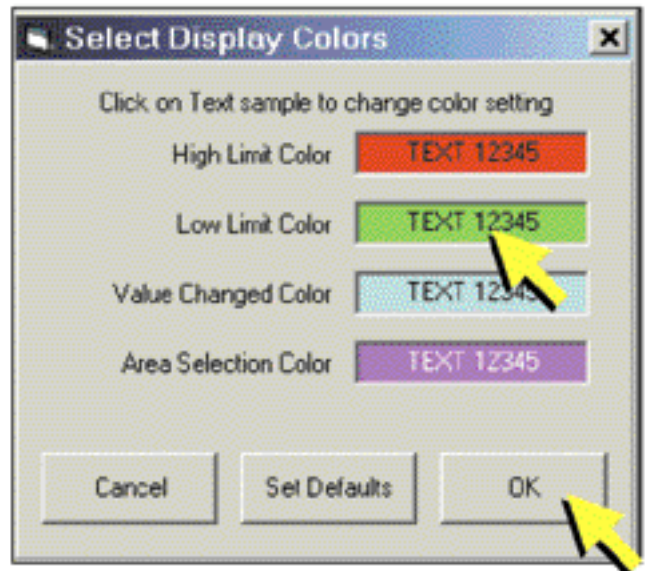 Select Display Colors
Click on Text sample to change color setting
High Limit Color TEXT 12345
Low Limit Color TEXT 12345
Value Changed Color TEXT 12345
Area Selection Color TEXT 12345
Cancel Set Defaults OK